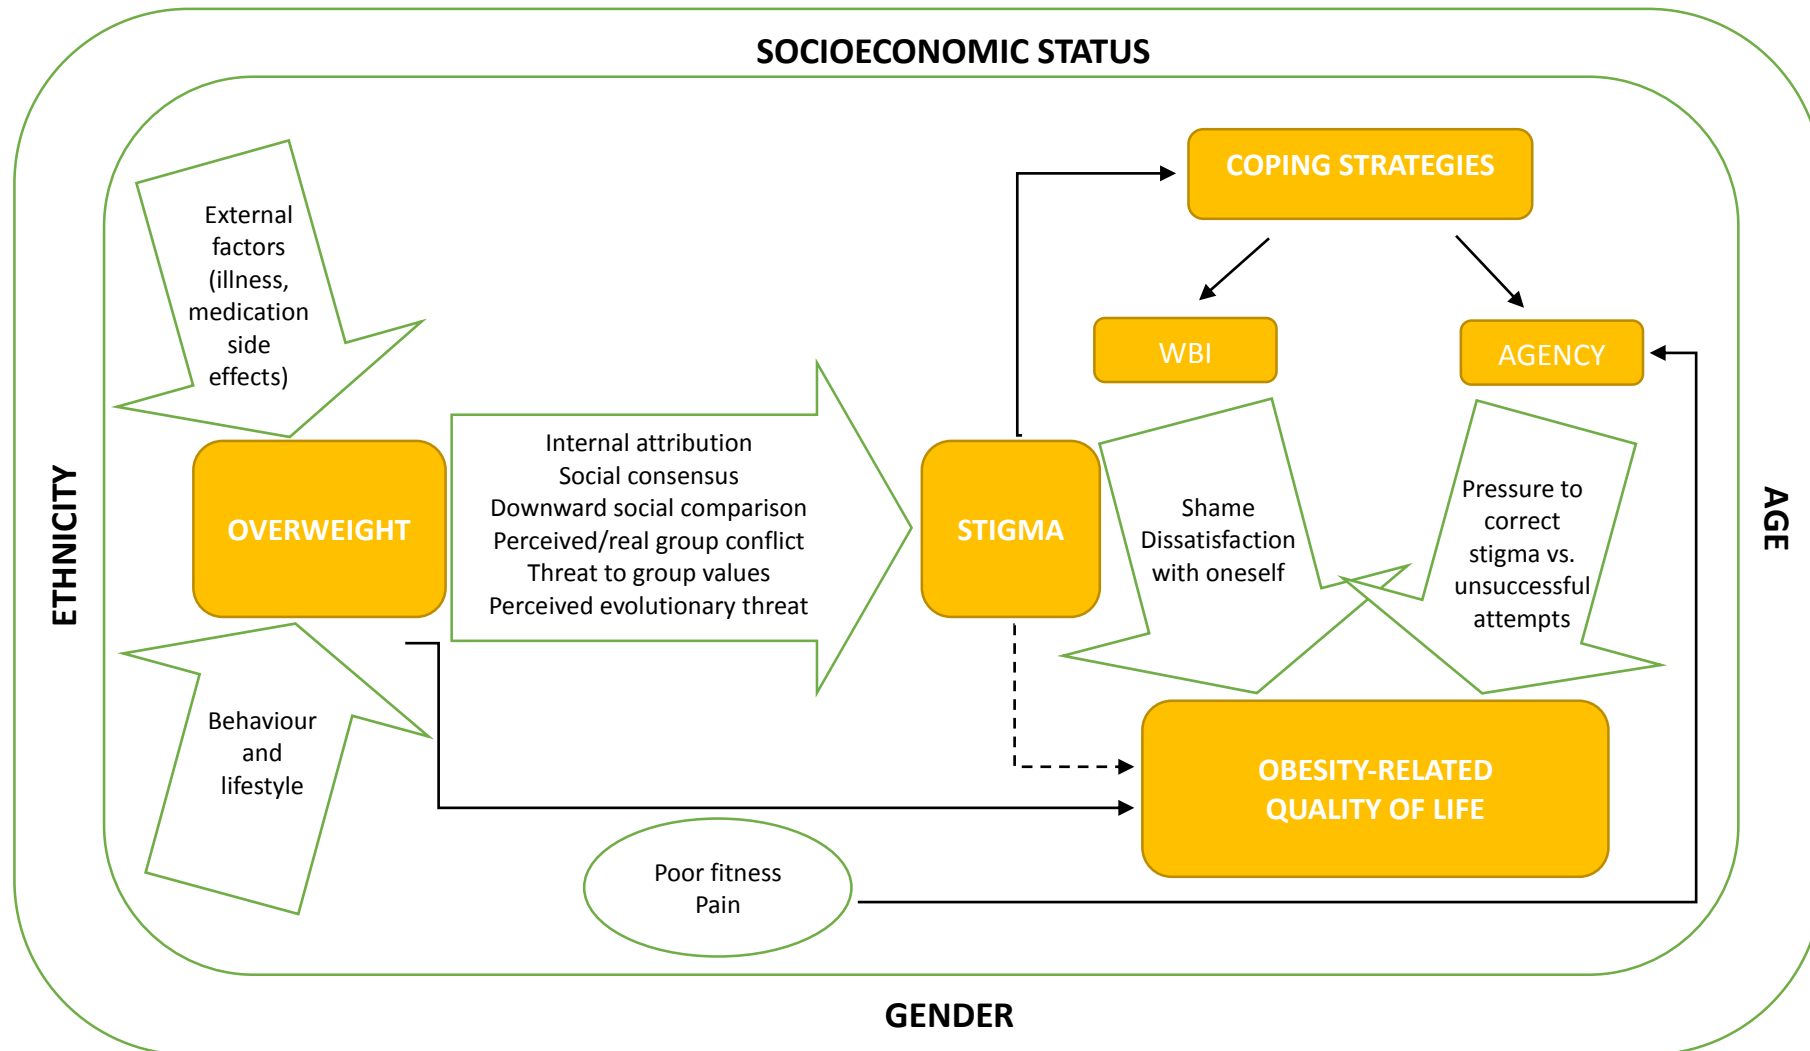 SOCIOECONOMIC STATUS
COPING STRATEGIES
External
factors
(illness,
medication
side
effects)
WBI
AGENCY
ETHNICITY
OVERWEIGHT
Internal attribution
Social consensus
Downward social comparison
Perceived/real group conflict
Threat to group values
Perceived evolutionary threat
STIGMA
Shame
Dissatisfaction
with oneself
Pressure to
correct
stigma vs.
unsuccessful
attempts
AGE
Behaviour
and
lifestyle
OBESITY-RELATED
QUALITY OF LIFE
Poor fitness
Pain
GENDER